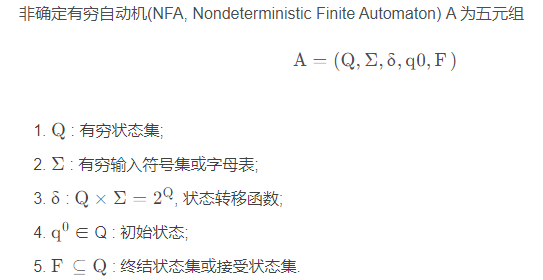 非确定有穷自动机(NFA, Nondeterministic Finite Automaton) A 为五元组
A = (Q, Σ, δ, q0, F)
1. Q : 有穷状态集;
2. Σ : 有穷输入符号集或字母表;
3. δ : Q × Σ = 2^Q, 状态转移函数;
4. q^0 ∈ Q : 初始状态;
5. F ⊆ Q : 终结状态集或接受状态集.